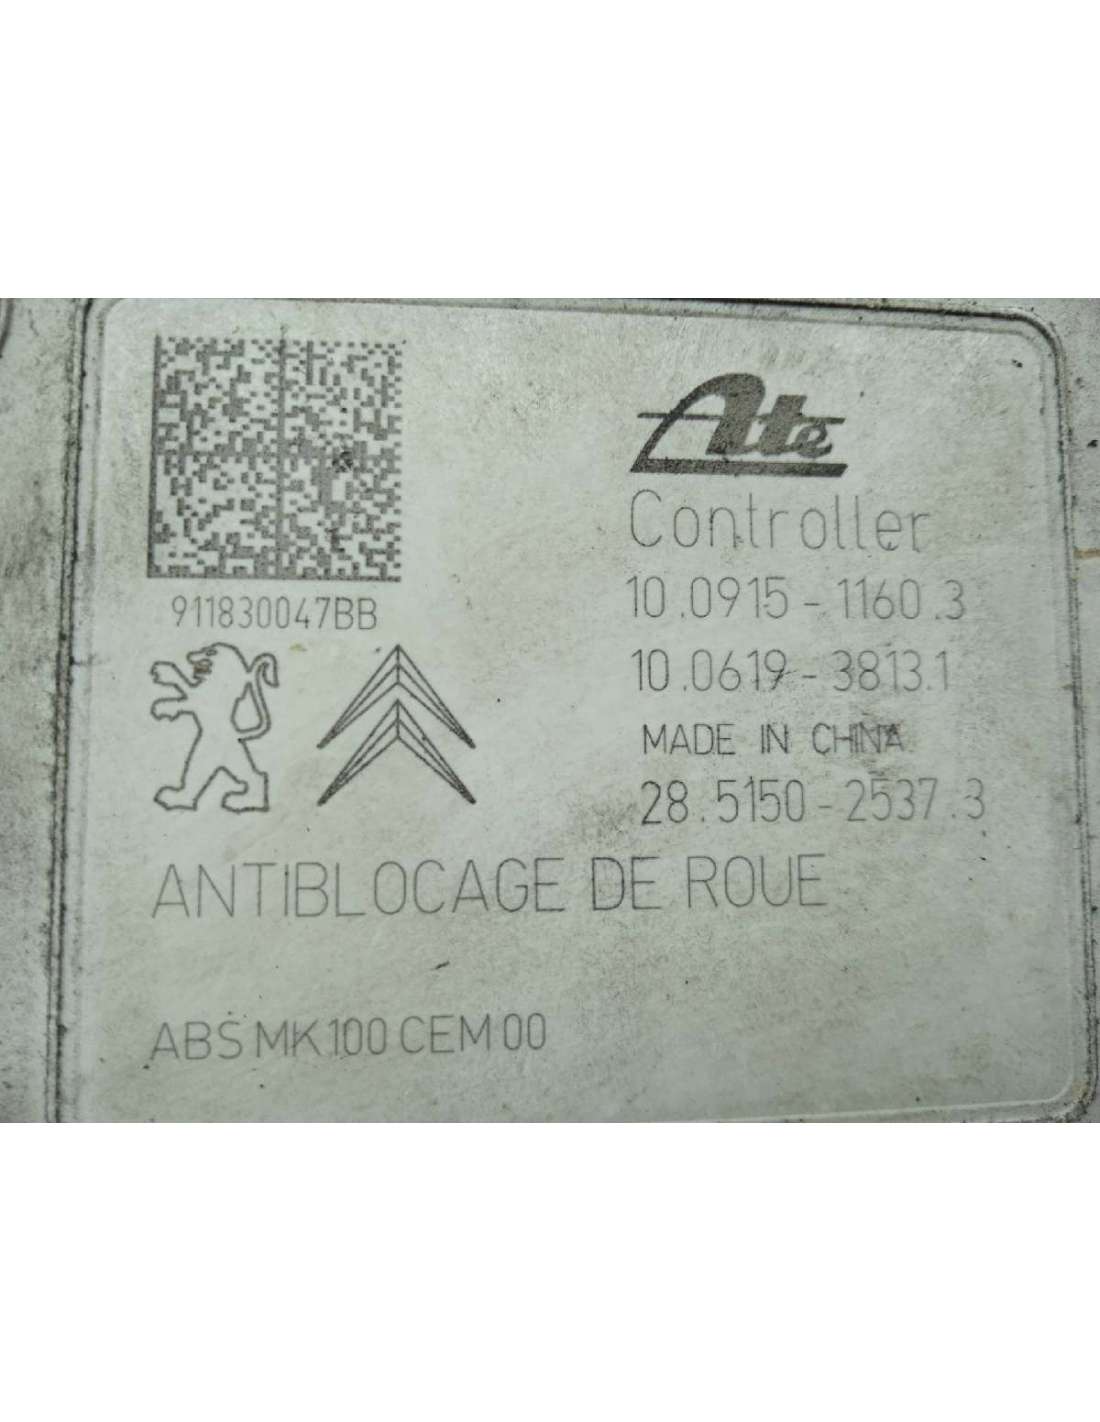 Ate
Controller
10.0915-1160.3
911830047BB
10.0619-3813.1
MADE IN CHINA
28.5150-2537.3
ANTIBLOCAGE DE ROUE
ABS MK100 CEM 00